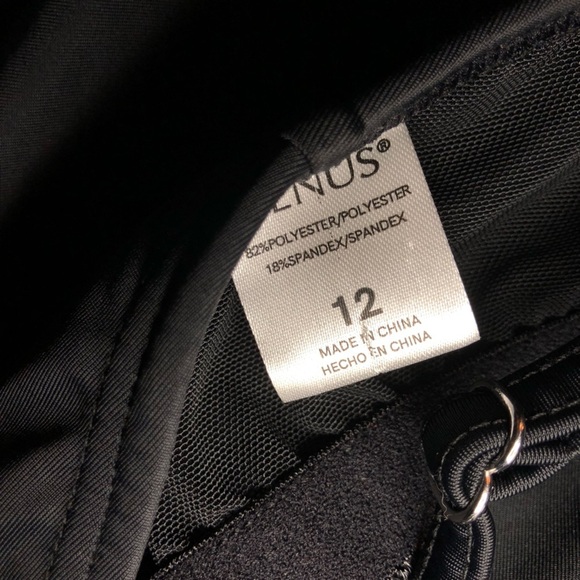 ENUS®
82%POLYESTER/POLYESTER
18%SPANDEX/SPANDEX
12
MADE IN CHINA
HECHO EN CHINA